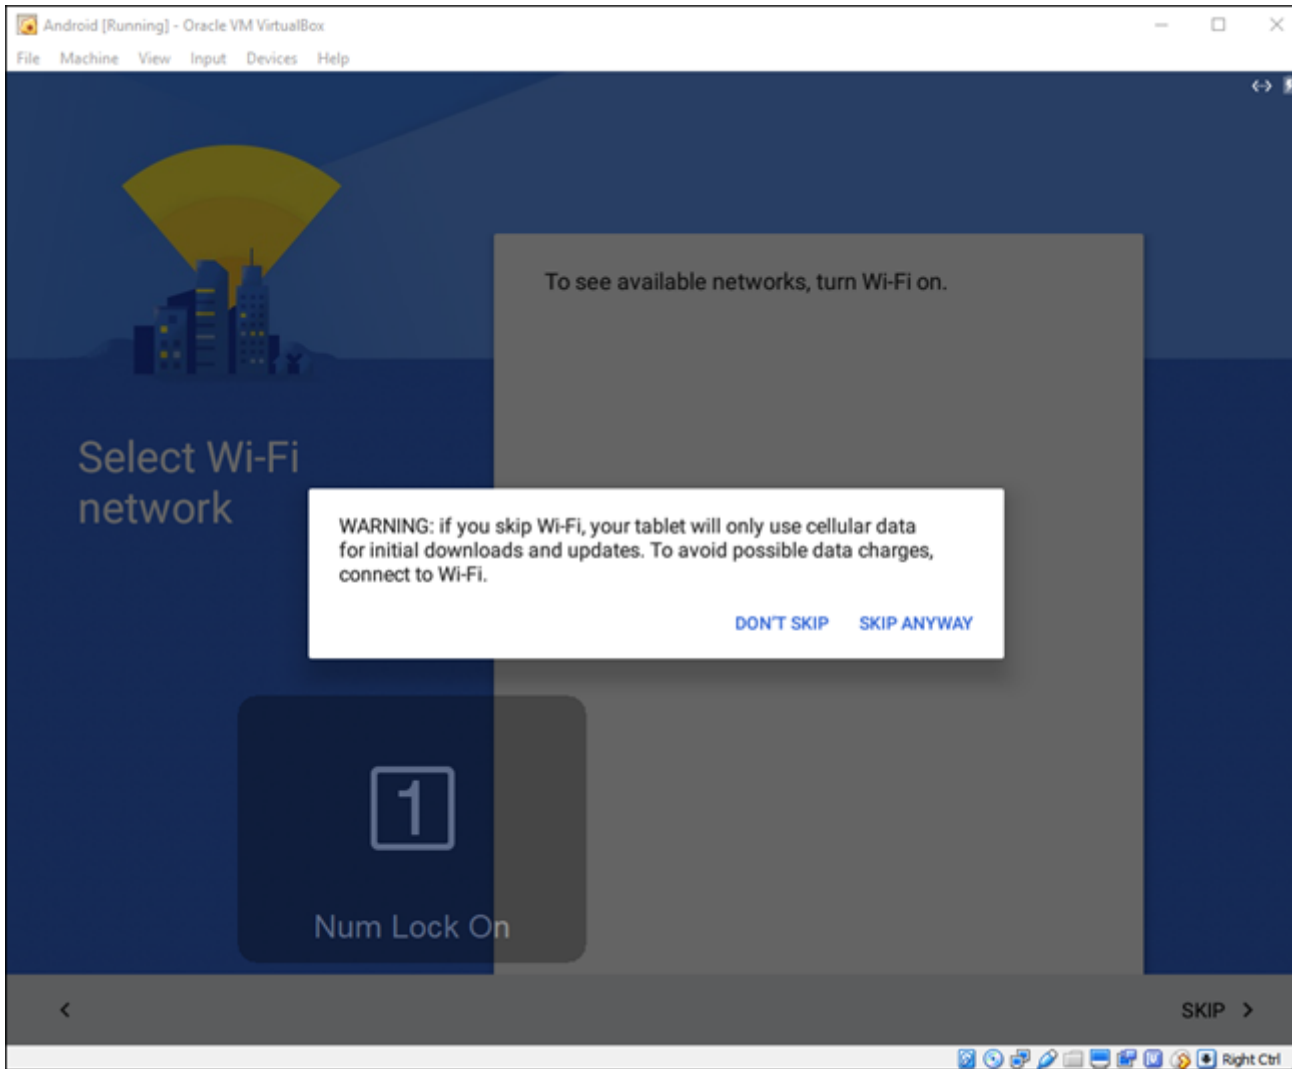 Android [Running] - Oracle VM VirtualBox
File Machine View Input Devices Help
To see available networks, turn Wi-Fi on.
Select Wi-Fi
network
WARNING: if you skip Wi-Fi, your tablet will only use cellular data
for initial downloads and updates. To avoid possible data charges,
connect to Wi-Fi.
DON'T SKIP SKIP ANYWAY
1
Num Lock On
SKIP
Right Ctrl